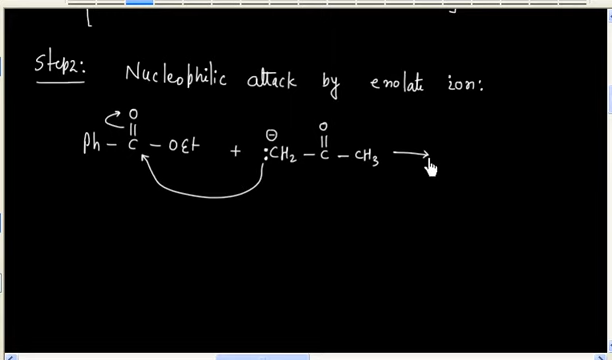 Step2: Nucleophilic attack by enolate ion:
O O ⊖
|| ||
Ph – C – OEt + :CH₂ – C – CH₃ ⟶